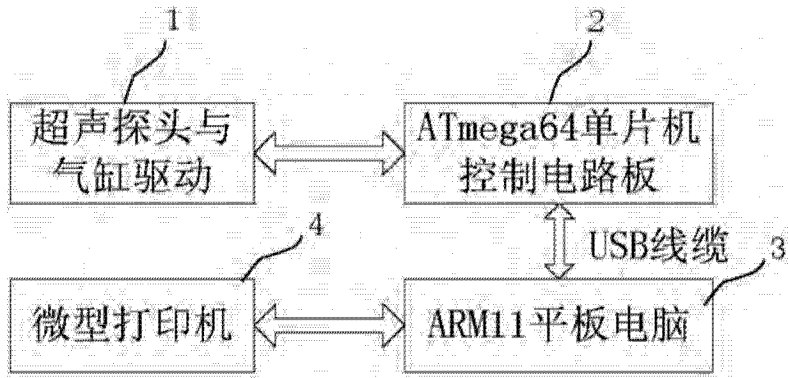 1
2
超声探头与
气缸驱动
ATmega64单片机
控制电路板
4
USB线缆
3
微型打印机
ARM11平板电脑